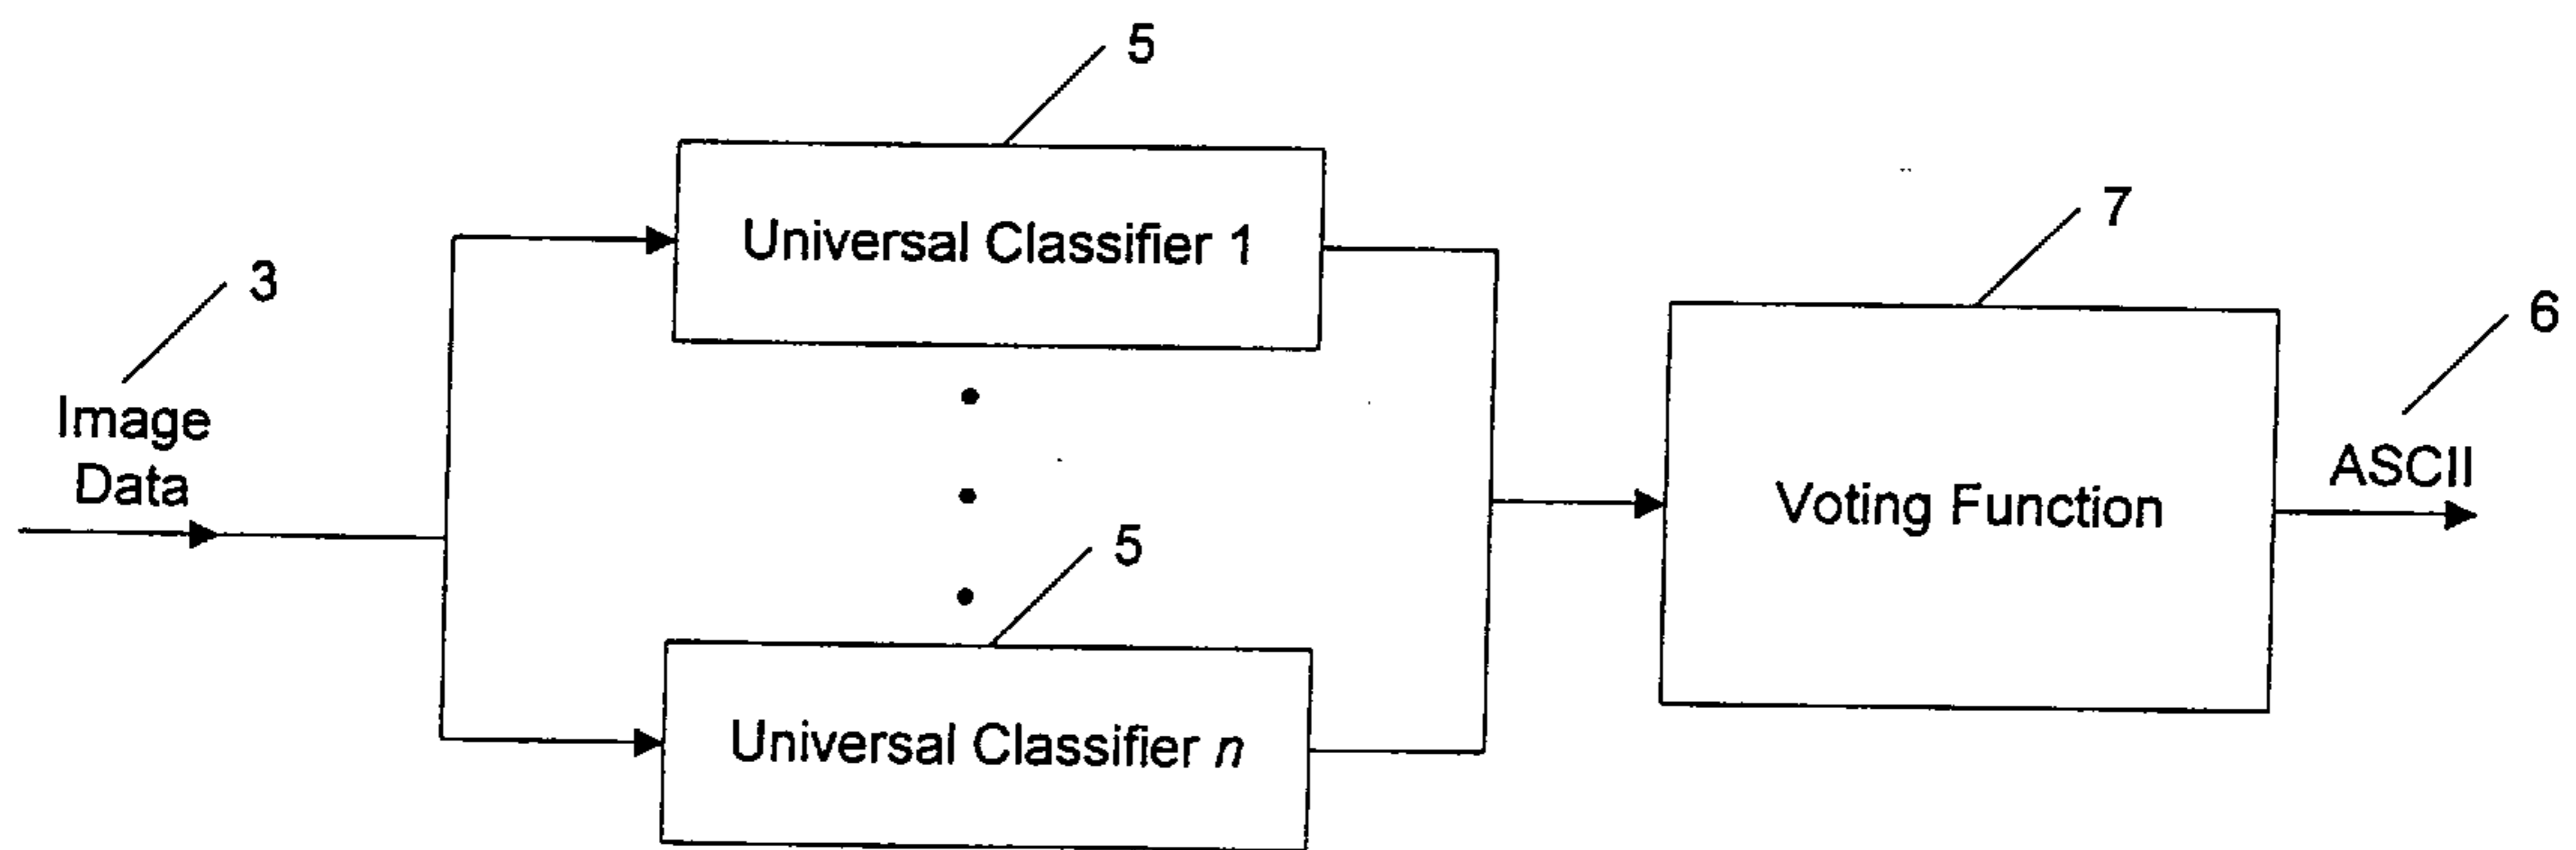 5
Universal Classifier 1
7
3
6
Image
Data
ASCII
Voting Function
5
Universal Classifier n